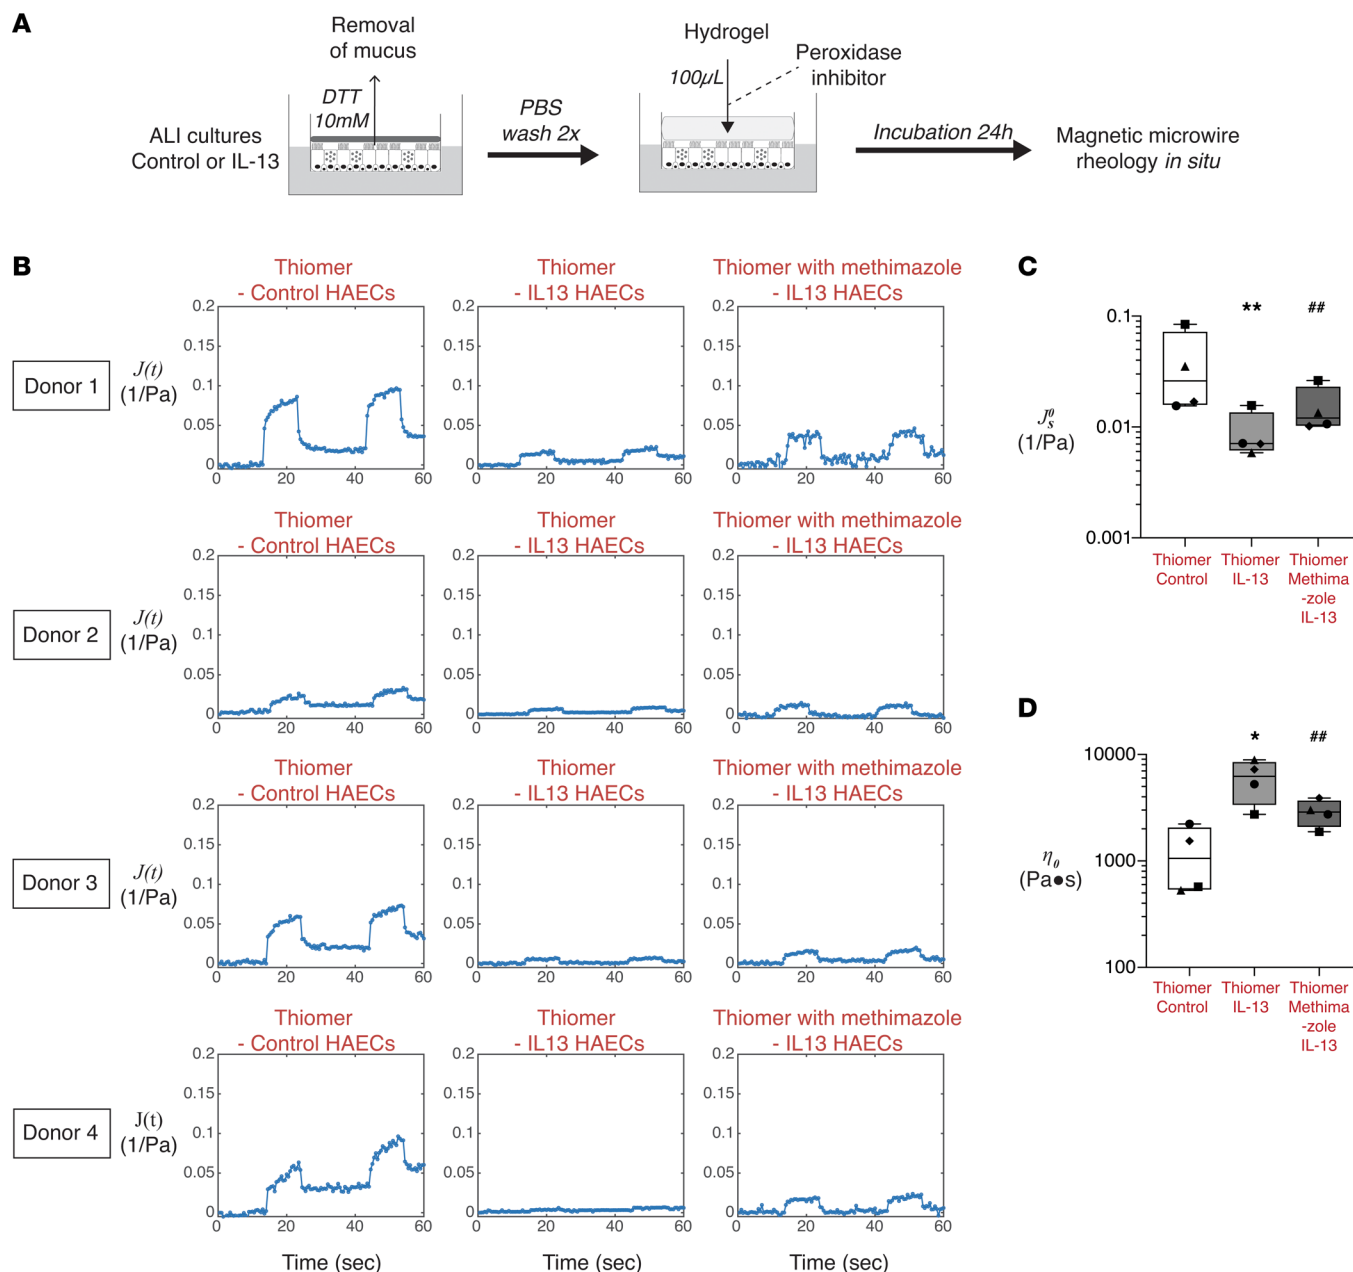 A
Removal
of mucus
DTT
10mM
ALI cultures
Control or IL-13
PBS
wash 2x
Hydrogel
100µL
Peroxidase
inhibitor
Incubation 24h
Magnetic microwire
rheology in situ
B
Thiomer
- Control HAECs
Thiomer
- IL13 HAECs
Thiomer with methimazole
- IL13 HAECs
Donor 1
J(t)
(1/Pa)
0.2
0.15
0.1
0.05
0
0 20 40 60
0.2
0.15
0.1
0.05
0
0 20 40 60
0.2
0.15
0.1
0.05
0
0 20 40 60
Thiomer
- Control HAECs
Thiomer
- IL13 HAECs
Thiomer with methimazole
- IL13 HAECs
Donor 2
J(t)
(1/Pa)
0.2
0.15
0.1
0.05
0
0 20 40 60
0.2
0.15
0.1
0.05
0
0 20 40 60
0.2
0.15
0.1
0.05
0
0 20 40 60
Thiomer
- Control HAECs
Thiomer
- IL13 HAECs
Thiomer with methimazole
- IL13 HAECs
Donor 3
J(t)
(1/Pa)
0.2
0.15
0.1
0.05
0
0 20 40 60
0.2
0.15
0.1
0.05
0
0 20 40 60
0.2
0.15
0.1
0.05
0
0 20 40 60
Thiomer
- Control HAECs
Thiomer
- IL13 HAECs
Thiomer with methimazole
- IL13 HAECs
Donor 4
J(t)
(1/Pa)
0.2
0.15
0.1
0.05
0
0 20 40 60
0.2
0.15
0.1
0.05
0
0 20 40 60
0.2
0.15
0.1
0.05
0
0 20 40 60
Time (sec)
Time (sec)
Time (sec)
C
** ##
0.1
0.01
0.001
J⁰ₛ
(1/Pa)
Thiomer
Control
Thiomer
IL-13
Thiomer
Methima
-zole
IL-13
D
* ##
10000
1000
100
η₀
(Pa●s)
Thiomer
Control
Thiomer
IL-13
Thiomer
Methima
-zole
IL-13